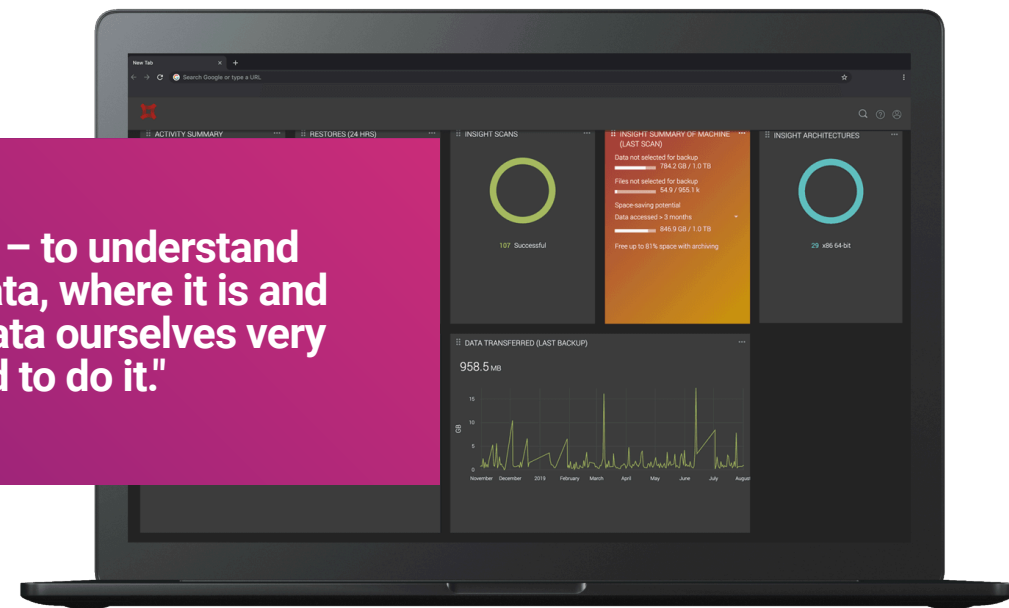 New Tab
Search Google or type a URL
ACTIVITY SUMMARY
RESTORES (24 HRS)
– to understand
ata, where it is and
ata ourselves very
d to do it."
INSIGHT SCANS
107 Successful
INSIGHT SUMMARY OF MACHINE
(LAST SCAN)
Data not selected for backup
784.2 GB / 1.0 TB
Files not selected for backup
54.9 / 955.1 k
Space-saving potential
Data accessed > 3 months
846.9 GB / 1.0 TB
Free up to 81% space with archiving
INSIGHT ARCHITECTURES
29 x86 64-bit
DATA TRANSFERRED (LAST BACKUP)
958.5 MB
GB
15
10
5
0
November December 2019 February March April May June July August